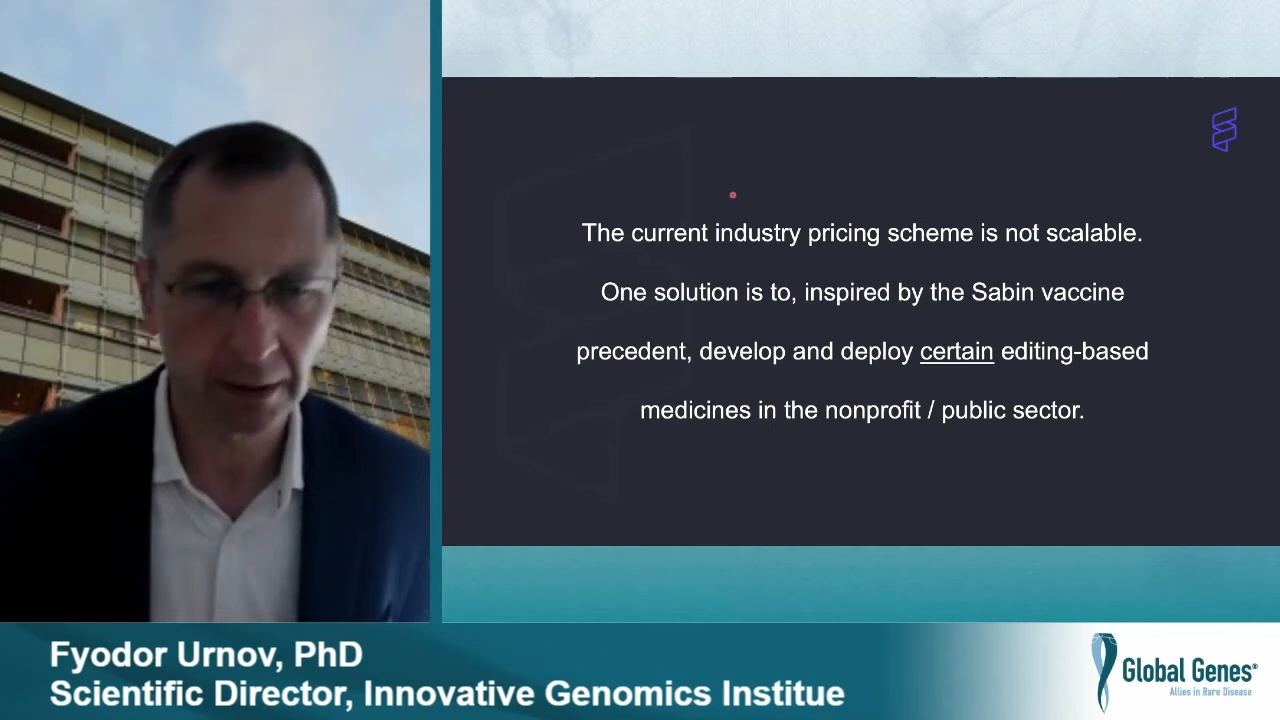 The current industry pricing scheme is not scalable.
One solution is to, inspired by the Sabin vaccine
precedent, develop and deploy certain editing-based
medicines in the nonprofit / public sector.
Fyodor Urnov, PhD
Scientific Director, Innovative Genomics Institue
Global Genes®
Allies in Rare Disease